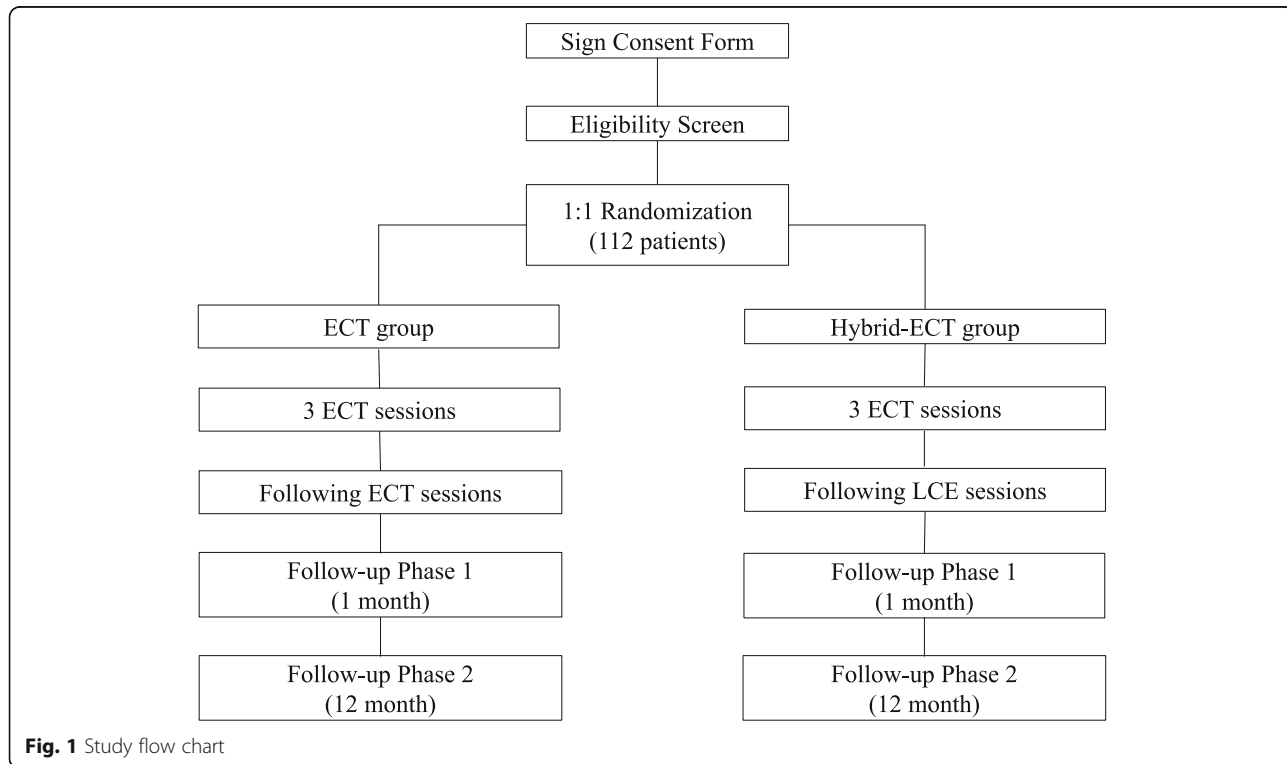 Sign Consent Form
Eligibility Screen
1:1 Randomization
(112 patients)
ECT group
3 ECT sessions
Following ECT sessions
Follow-up Phase 1
(1 month)
Follow-up Phase 2
(12 month)
Hybrid-ECT group
3 ECT sessions
Following LCE sessions
Follow-up Phase 1
(1 month)
Follow-up Phase 2
(12 month)
Fig. 1 Study flow chart